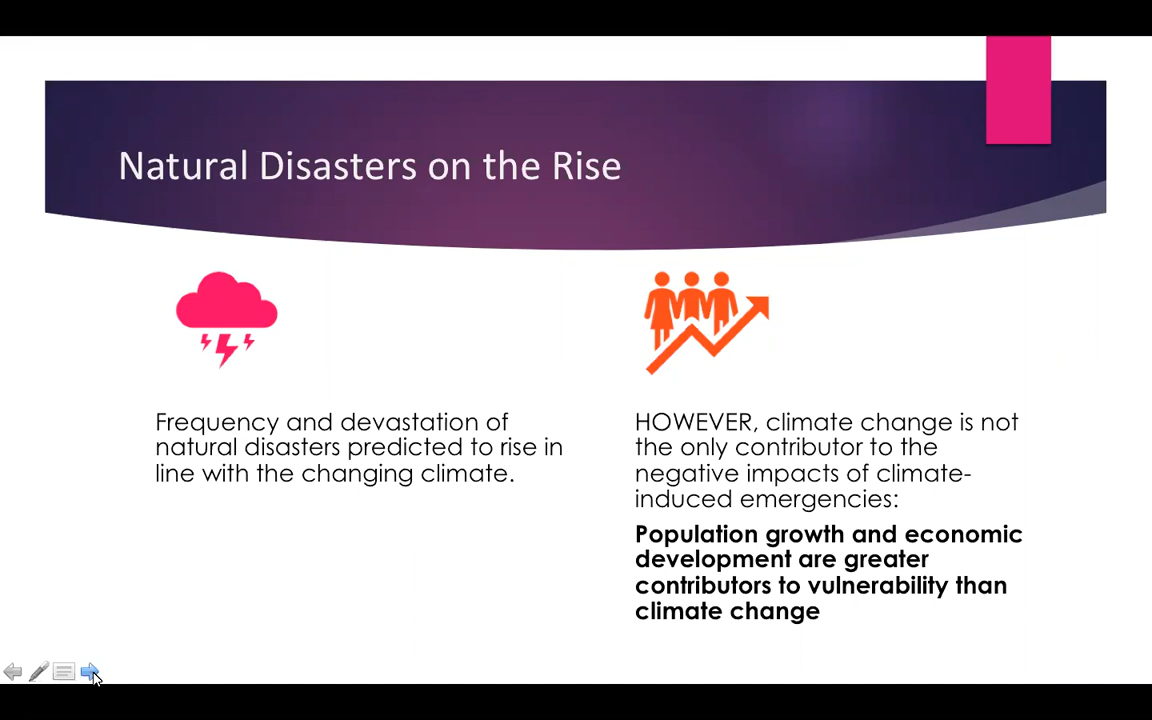 Natural Disasters on the Rise
Frequency and devastation of
natural disasters predicted to rise in
line with the changing climate.
HOWEVER, climate change is not
the only contributor to the
negative impacts of climate-
induced emergencies:
Population growth and economic
development are greater
contributors to vulnerability than
climate change